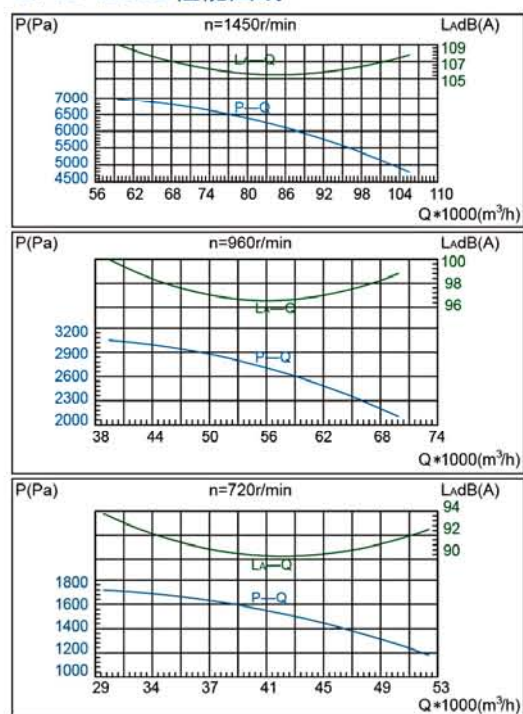 P(Pa) n=1450r/min LAdB(A)
109
107
105
LA—Q
P—Q
7000
6500
6000
5500
5000
4500
56 62 68 74 80 86 92 98 104 110
Q*1000(m³/h)
P(Pa) n=960r/min LAdB(A)
100
98
96
LA—Q
3200
2900
2600
2300
2000
P—Q
38 44 50 56 62 68 74
Q*1000(m³/h)
P(Pa) n=720r/min LAdB(A)
94
92
90
LA—Q
1800
1600
1400
1200
1000
P—Q
29 34 37 41 45 49 53
Q*1000(m³/h)